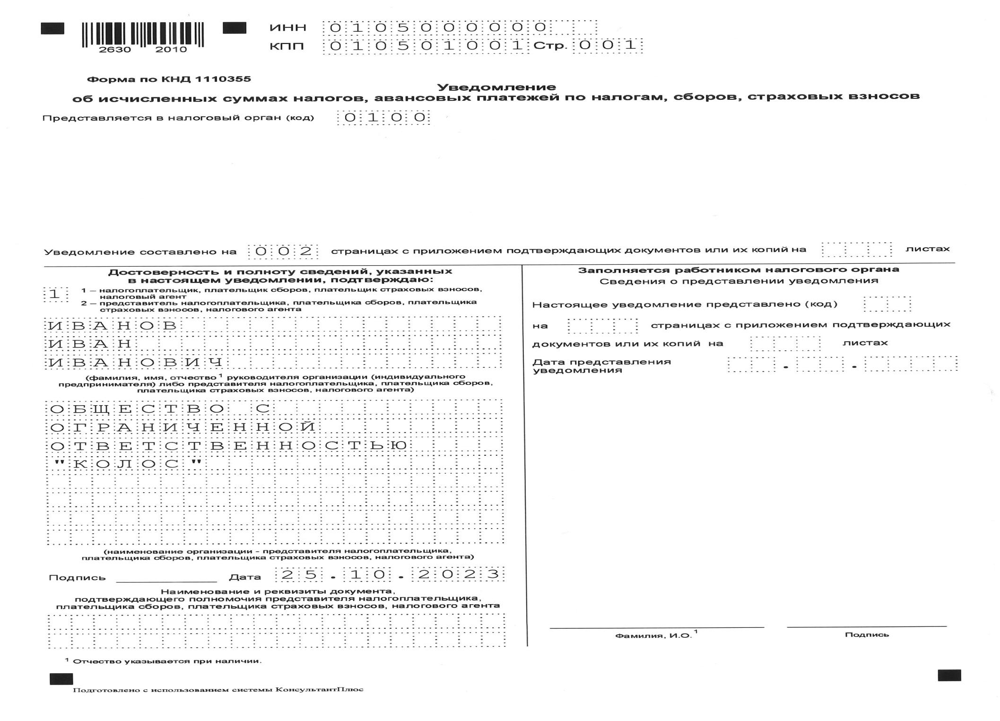 ИНН 0105000000
2630 2010
КПП 010501001 Стр. 001
Форма по КНД 1110355
Уведомление
об исчисленных суммах налогов, авансовых платежей по налогам, сборов, страховых взносов
Представляется в налоговый орган (код) 0100
Уведомление составлено на 002 страницах с приложением подтверждающих документов или их копий на листах
Достоверность и полноту сведений, указанных
в настоящем уведомлении, подтверждаю:
1 1 – налогоплательщик, плательщик сборов, плательщик страховых взносов,
налоговый агент
2 – представитель налогоплательщика, плательщика сборов, плательщика
страховых взносов, налогового агента
ИВАНОВ
ИВАН
ИВАНОВИЧ
(фамилия, имя, отчество 1 руководителя организации (индивидуального
предпринимателя) либо представителя налогоплательщика, плательщика сборов,
плательщика страховых взносов, налогового агента)
ОБЩЕСТВО С
ОГРАНИЧЕННОЙ
ОТВЕТСТВЕННОСТЬЮ
"КОЛОС"
(наименование организации - представителя налогоплательщика,
плательщика сборов, плательщика страховых взносов, налогового агента)
Подпись Дата 25.10.2023
Наименование и реквизиты документа,
подтверждающего полномочия представителя налогоплательщика,
плательщика сборов, плательщика страховых взносов, налогового агента
Заполняется работником налогового органа
Сведения о представлении уведомления
Настоящее уведомление представлено (код)
на страницах с приложением подтверждающих
документов или их копий на листах
Дата представления
уведомления . .
Фамилия, И.О.1 Подпись
1 Отчество указывается при наличии.
Подготовлено с использованием системы КонсультантПлюс